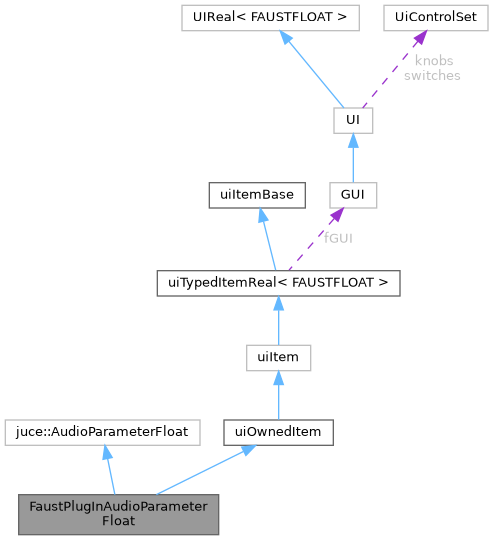 UIReal< FAUSTFLOAT >
UiControlSet
knobs
switches
UI
uiItemBase
GUI
fGUI
uiTypedItemReal< FAUSTFLOAT >
uiItem
juce::AudioParameterFloat
uiOwnedItem
FaustPlugInAudioParameter
Float